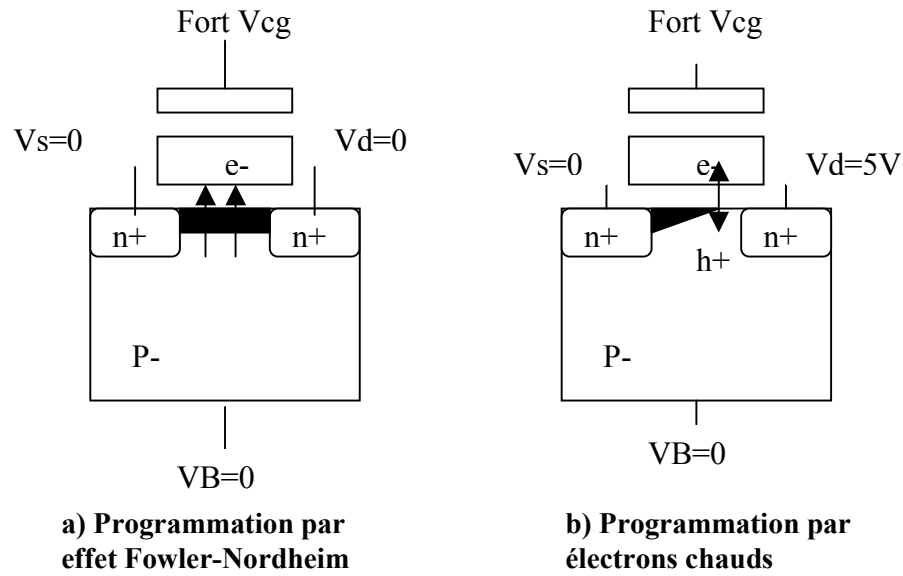 Fort Vcg
Vs=0
Vd=0
e-
n+
n+
P-
VB=0
a) Programmation par
effet Fowler-Nordheim
Fort Vcg
Vs=0
Vd=5V
e-
n+
n+
h+
P-
VB=0
b) Programmation par
électrons chauds